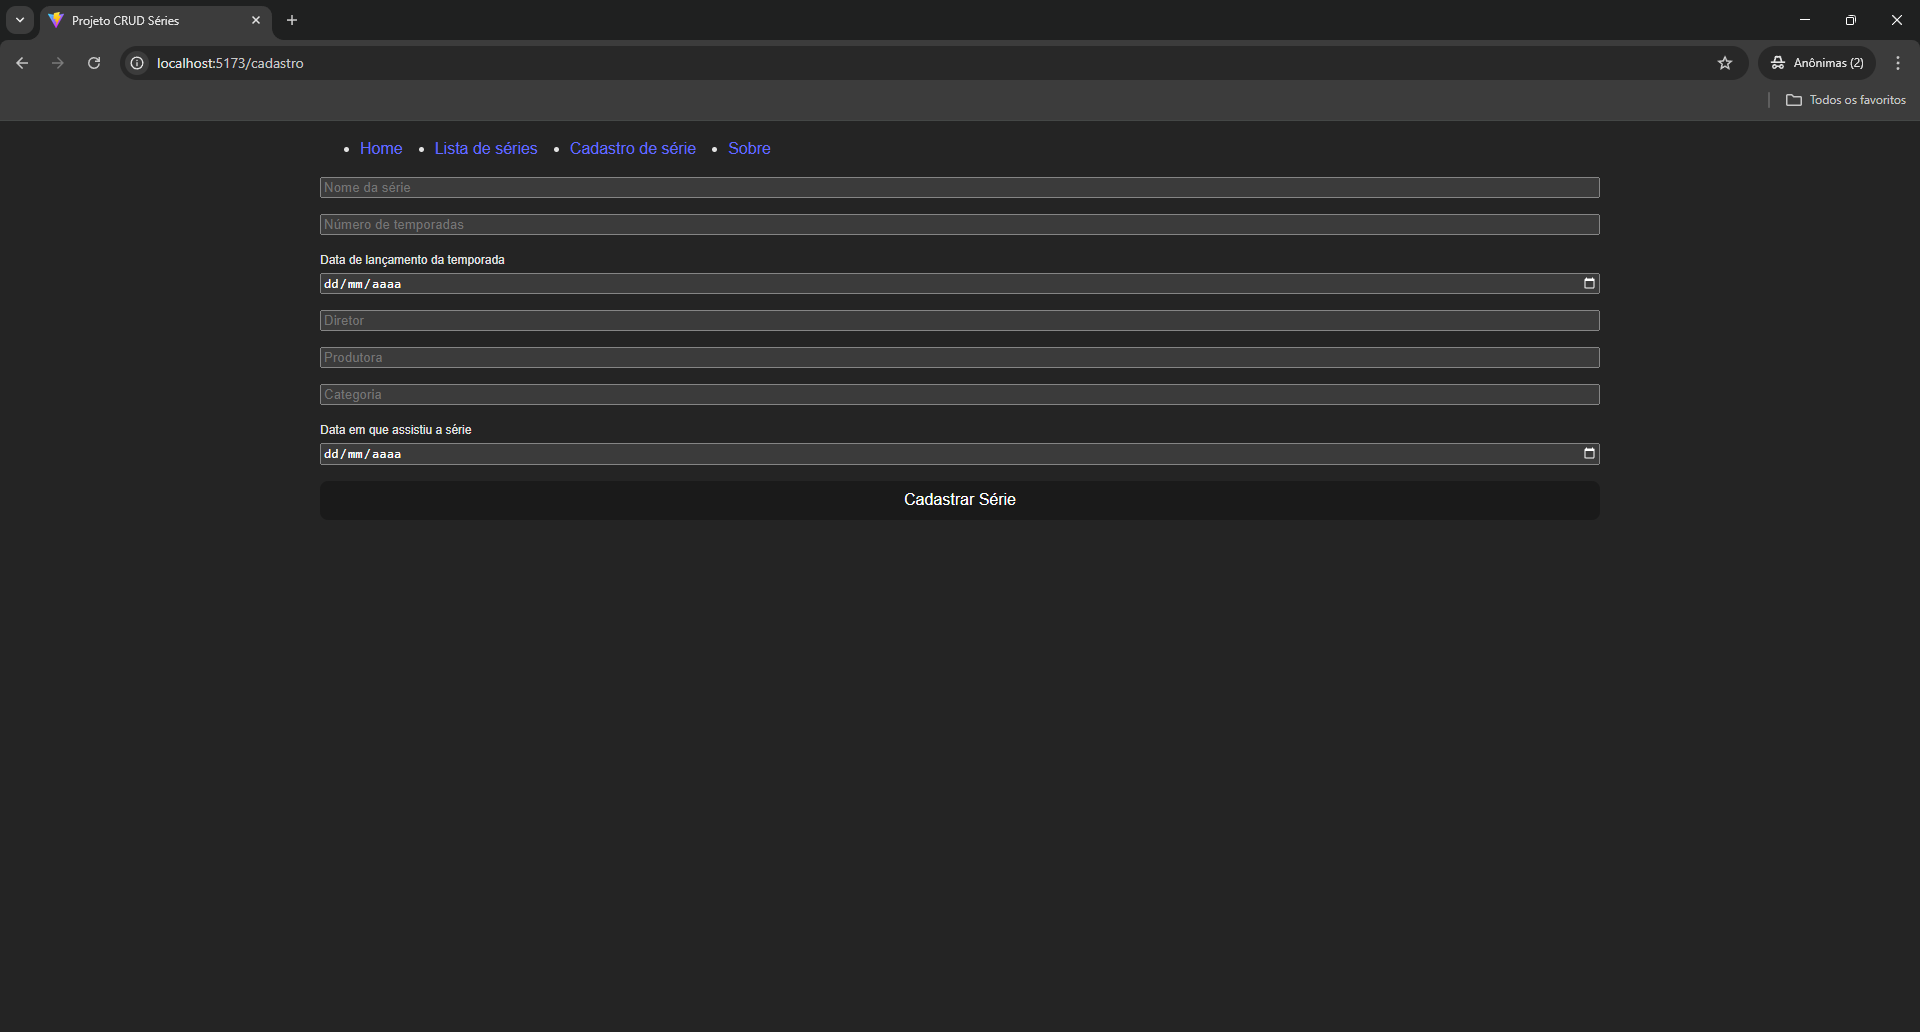 Projeto CRUD Séries
localhost:5173/cadastro
Anônimas (2)
Todos os favoritos
Home Lista de séries Cadastro de série Sobre
Nome da série
Número de temporadas
Data de lançamento da temporada
dd/mm/aaaa
Diretor
Produtora
Categoria
Data em que assistiu a série
dd/mm/aaaa
Cadastrar Série